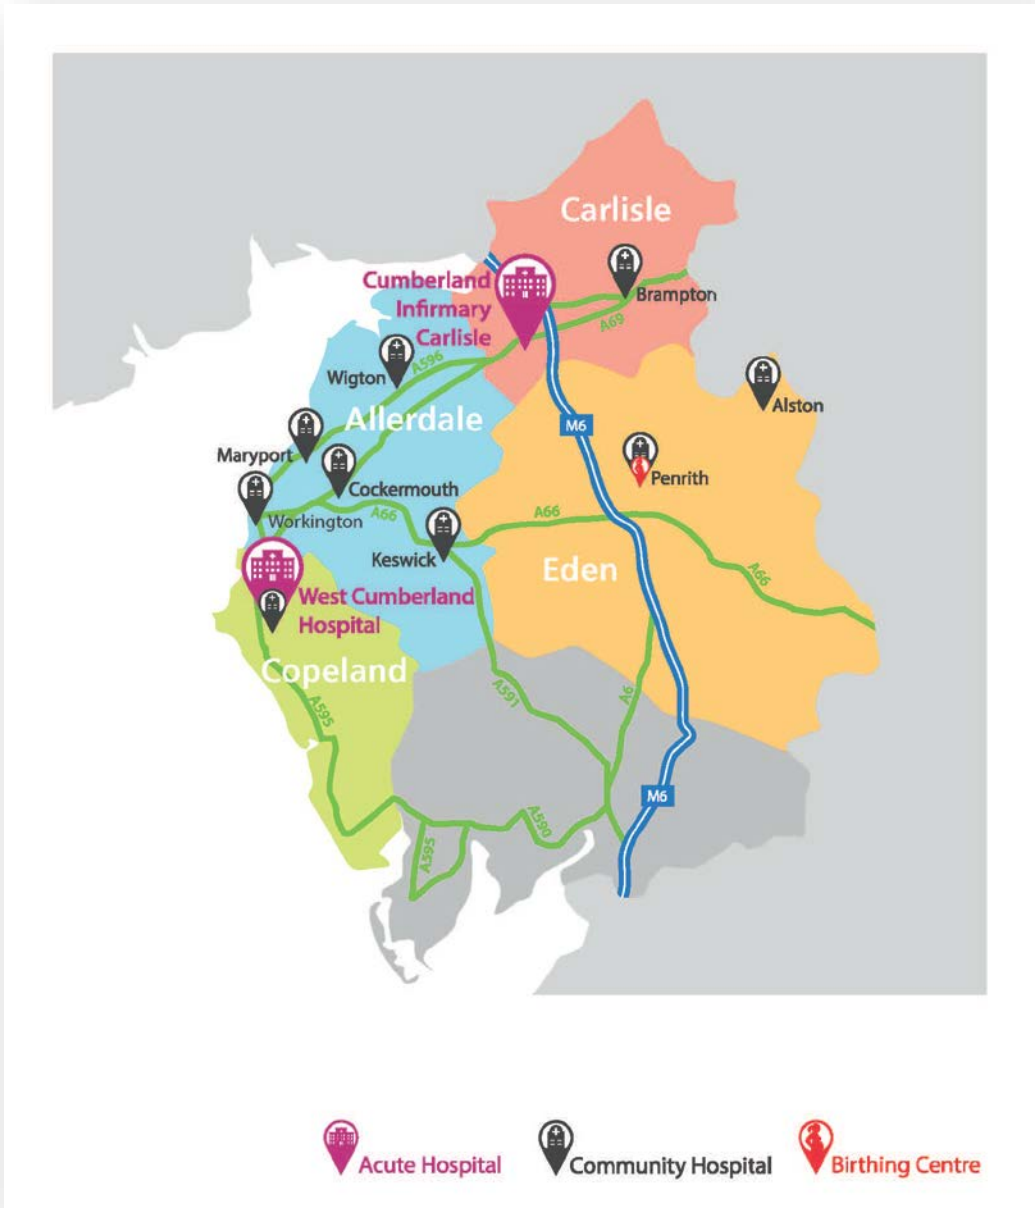 Carlisle
Cumberland
Infirmary
Carlisle
Brampton
A69
A596
Wigton
Allerdale
Alston
M6
Maryport
Cockermouth
Penrith
Workington
A66
A66
Keswick
Eden
A66
West Cumberland
Hospital
Copeland
A591
A6
A595
M6
A590
A595
Acute Hospital
Community Hospital
Birthing Centre